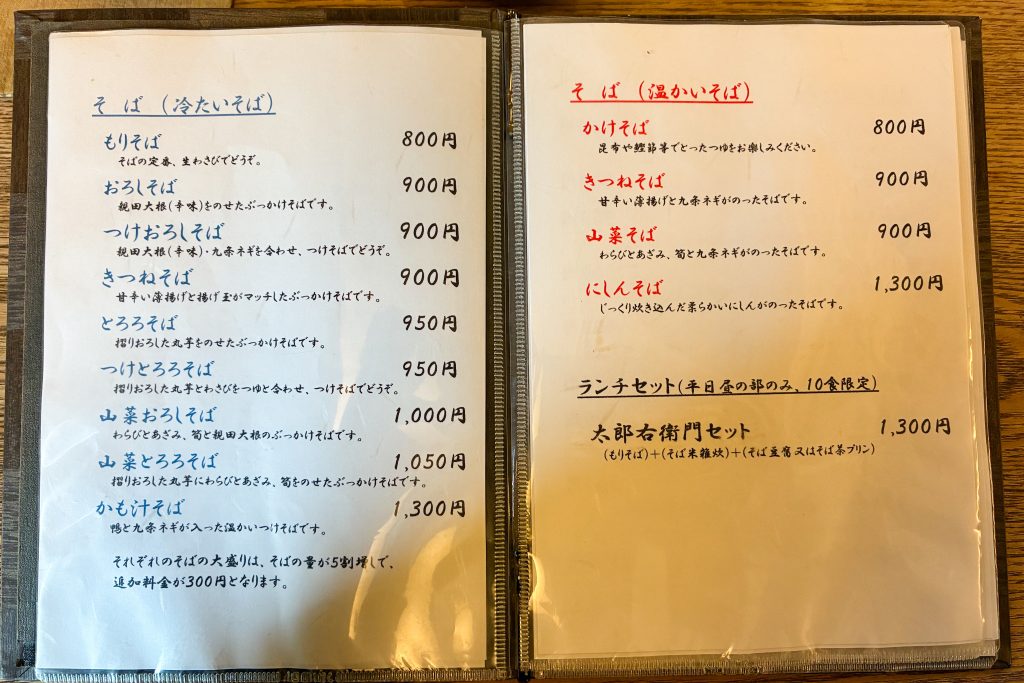 そ ば (冷たいそば)
もりそば 800円
そばの定番、生わさびでどうぞ。
おろしそば 900円
親田大根(辛味)をのせたぶっかけそばです。
つけおろしそば 900円
親田大根(辛味)・九条ネギを合わせ、つけそばでどうぞ。
きつねそば 900円
甘辛い薄揚げと揚げ玉がマッチしたぶっかけそばです。
とろろそば 950円
摺りおろした丸芋をのせたぶっかけそばです。
つけとろろそば 950円
摺りおろした丸芋とわさびをつゆと合わせ、つけそばでどうぞ。
山菜おろしそば 1,000円
わらびとあざみ、筍と親田大根のぶっかけそばです。
山菜とろろそば 1,050円
摺りおろした丸芋にわらびとあざみ、筍をのせたぶっかけそばです。
かも汁そば 1,300円
鴨と九条ネギが入った温かいつけそばです。
それぞれのそばの大盛りは、そばの量が5割増しで、
追加料金が300円となります。
そ ば (温かいそば)
かけそば 800円
昆布や鰹節等でとったつゆをお楽しみください。
きつねそば 900円
甘辛い薄揚げと九条ネギがのったそばです。
山菜そば 900円
わらびとあざみ、筍と九条ネギがのったそばです。
にしんそば 1,300円
じっくり炊き込んだ柔らかいにしんがのったそばです。
ランチセット(平日昼の部のみ、10食限定)
太郎右衛門セット 1,300円
(もりそば)+(そば米雑炊)+(そば豆腐又はそば茶プリン)